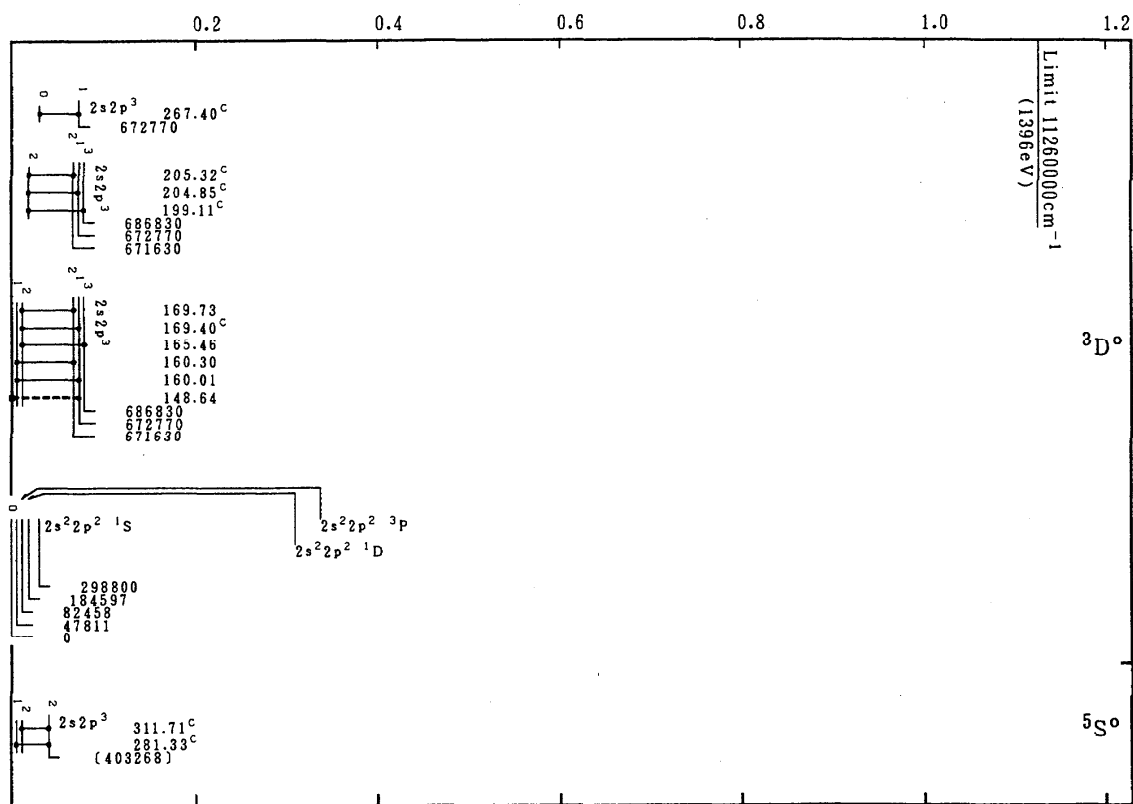 0.2 0.4 0.6 0.8 1.0 1.2
Limit 11260000cm⁻¹
(1396eV)
0 1
2s2p³ 267.40ᶜ
672770
2 2 1 3
2s2p³
205.32ᶜ
204.85ᶜ
199.11ᶜ
686830
672770
671630
1 2 2 1 3
2s2p³
169.73
169.40ᶜ
165.46
160.30
160.01
148.64
686830
672770
671630
³D°
0
2s²2p² ¹S
2s²2p² ³P
2s²2p² ¹D
298800
184597
82458
47811
0
1 2 2
2s2p³ 311.71ᶜ
281.33ᶜ
(403268)
⁵S°